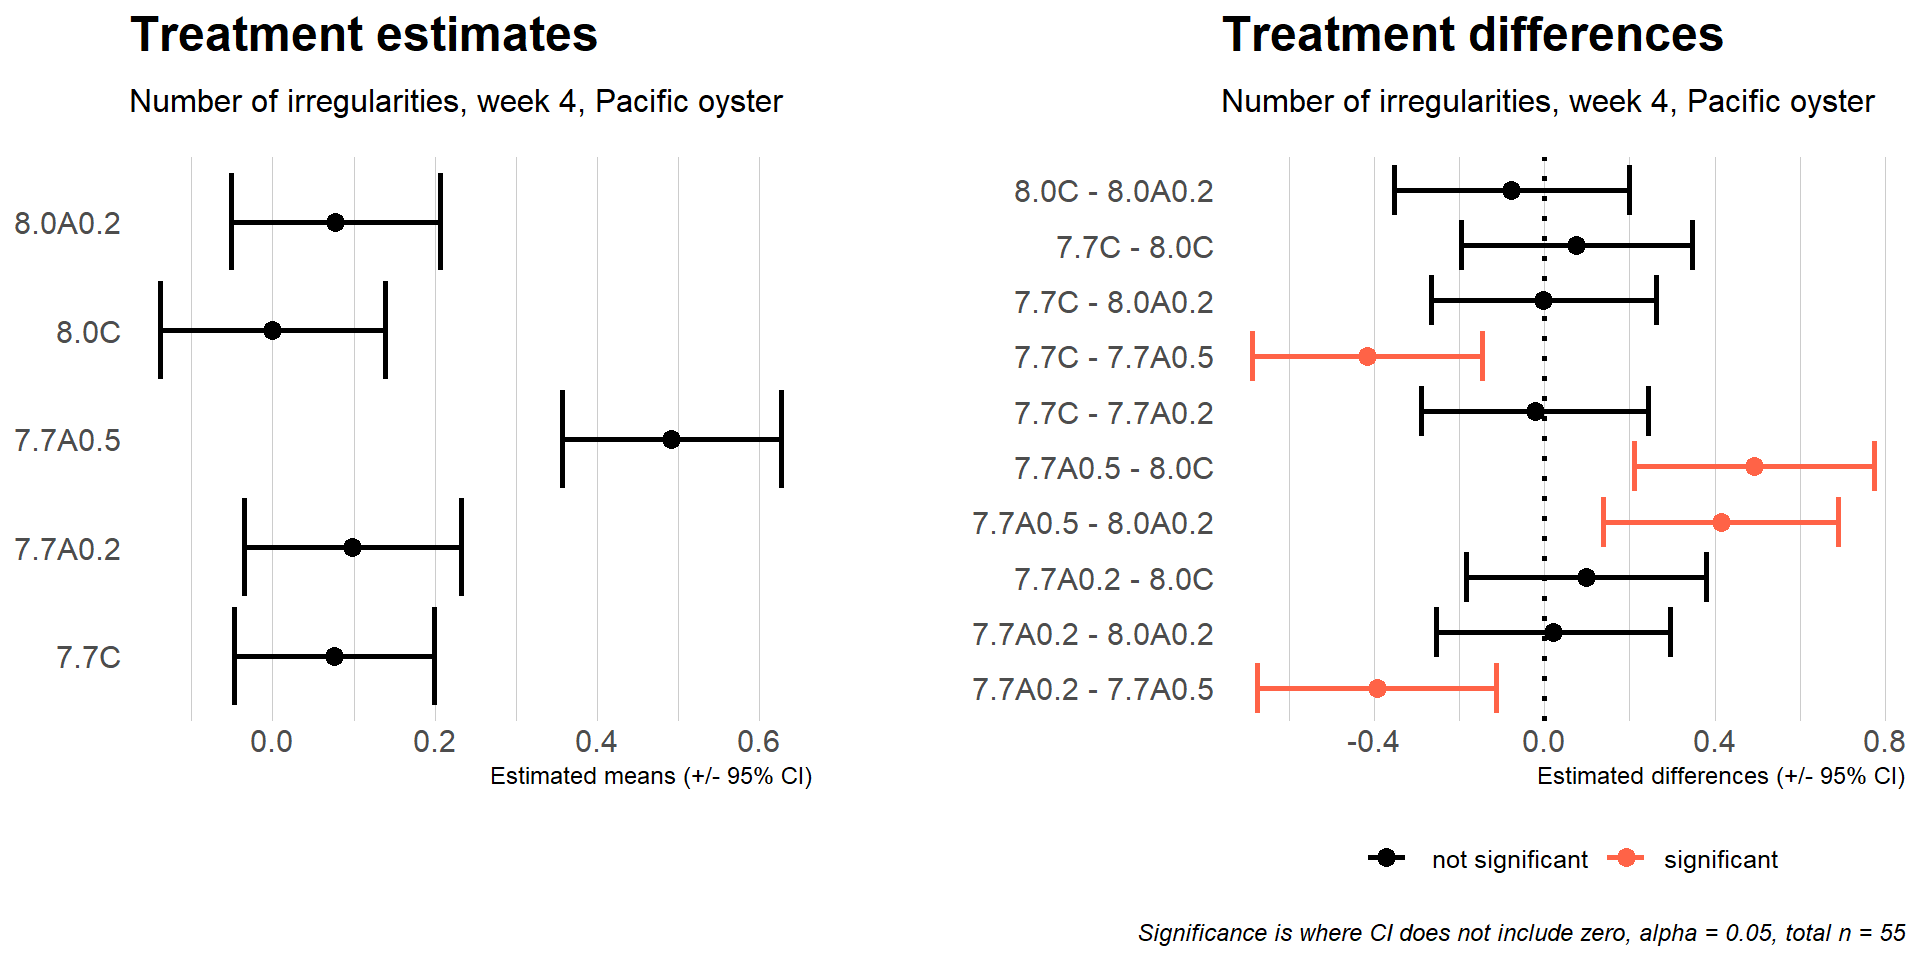 Treatment estimates
Number of irregularities, week 4, Pacific oyster
8.0A0.2
8.0C
7.7A0.5
7.7A0.2
7.7C
0.0 0.2 0.4 0.6
Estimated means (+/- 95% CI)
Treatment differences
Number of irregularities, week 4, Pacific oyster
8.0C - 8.0A0.2
7.7C - 8.0C
7.7C - 8.0A0.2
7.7C - 7.7A0.5
7.7C - 7.7A0.2
7.7A0.5 - 8.0C
7.7A0.5 - 8.0A0.2
7.7A0.2 - 8.0C
7.7A0.2 - 8.0A0.2
7.7A0.2 - 7.7A0.5
-0.4 0.0 0.4 0.8
Estimated differences (+/- 95% CI)
not significant significant
Significance is where CI does not include zero, alpha = 0.05, total n = 55